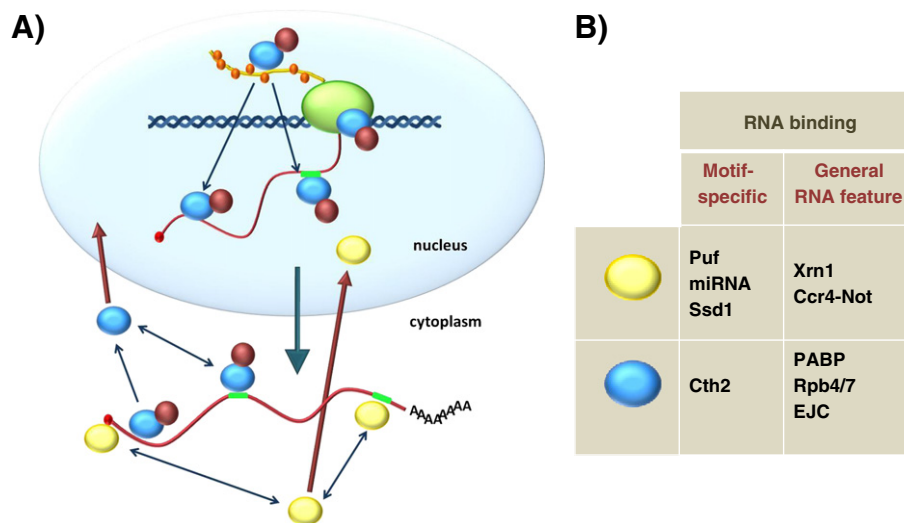 A)
nucleus
cytoplasm
AAAAAAA
B)
RNA binding
Motif-
specific
General
RNA feature
Puf
miRNA
Ssd1
Xrn1
Ccr4-Not
Cth2
PABP
Rpb4/7
EJC